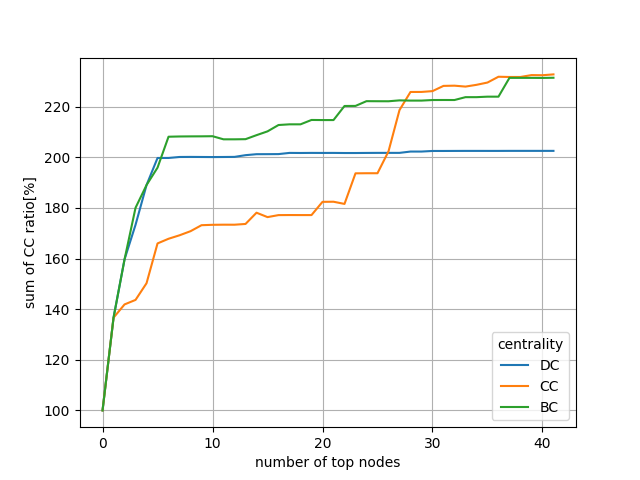 220
200
180
160
140
120
100
sum of CC ratio[%]
0 10 20 30 40
number of top nodes
centrality
DC
CC
BC